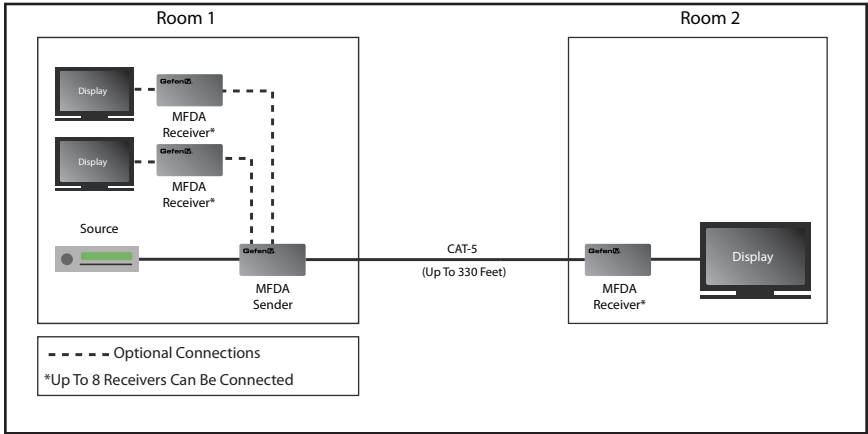 Room 1
Room 2
Display
Gefen
MFDA
Receiver*
Display
Gefen
MFDA
Receiver*
Source
Gefen
MFDA
Sender
CAT-5
(Up To 330 Feet)
Gefen
MFDA
Receiver*
Display
Optional Connections
*Up To 8 Receivers Can Be Connected